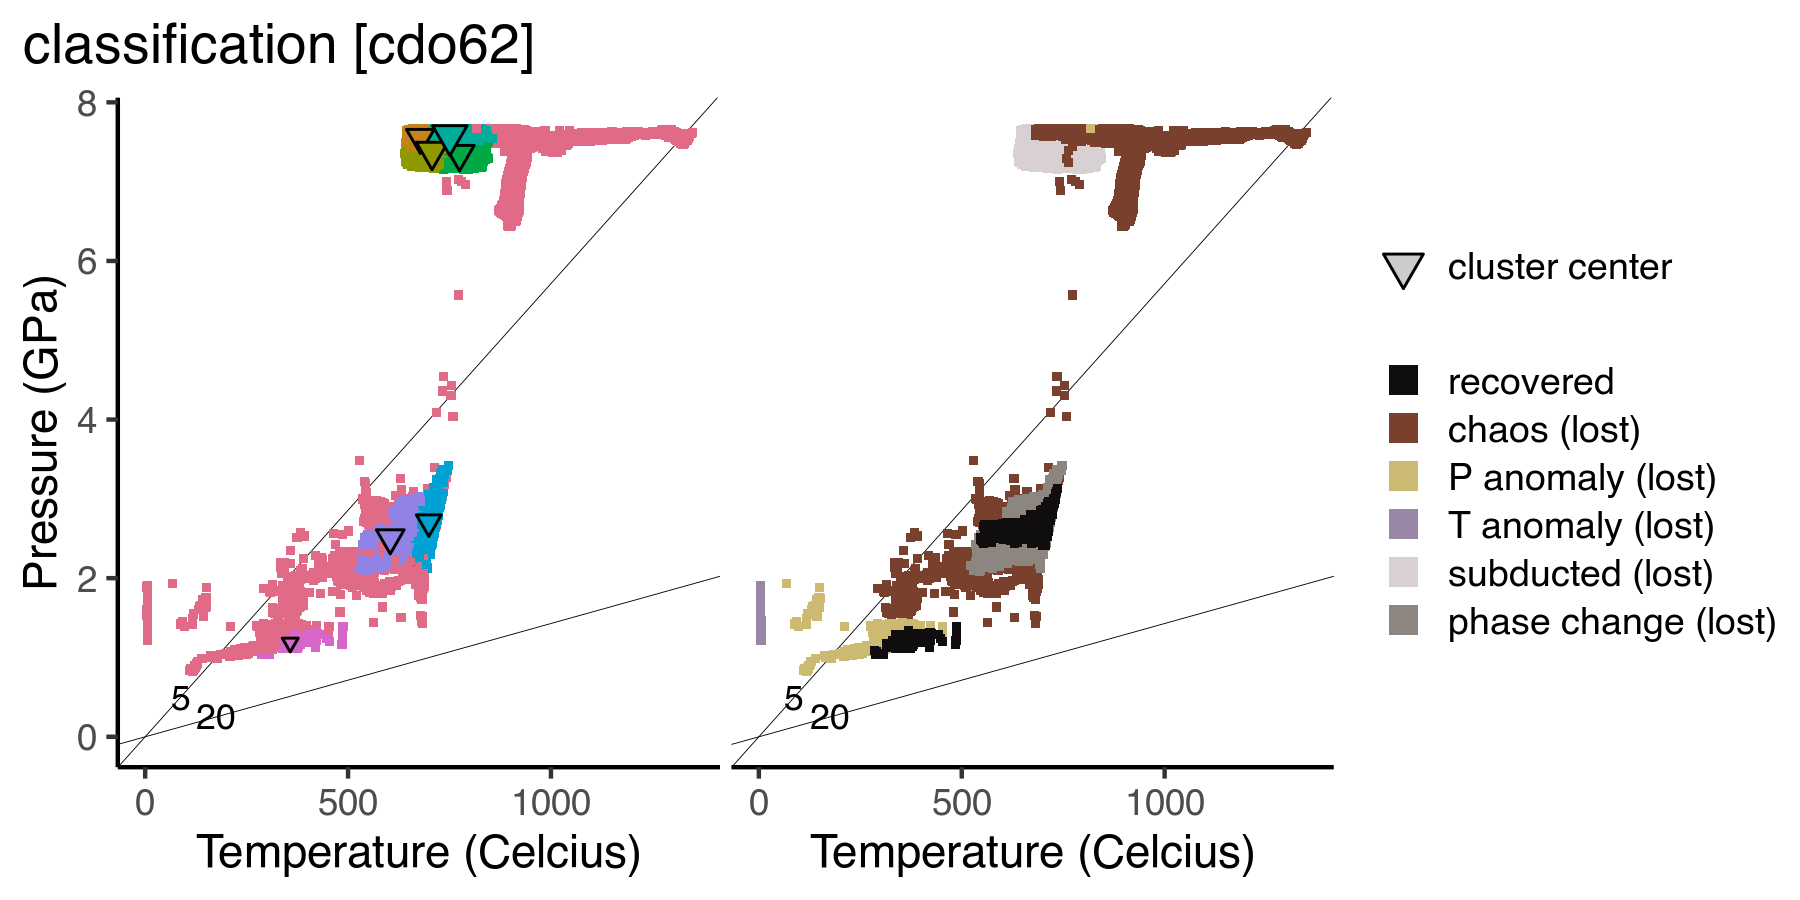 classification [cdo62]
Pressure (GPa)
8
6
4
2
0
5
20
0
500
1000
Temperature (Celcius)
5
20
0
500
1000
Temperature (Celcius)
cluster center
recovered
chaos (lost)
P anomaly (lost)
T anomaly (lost)
subducted (lost)
phase change (lost)